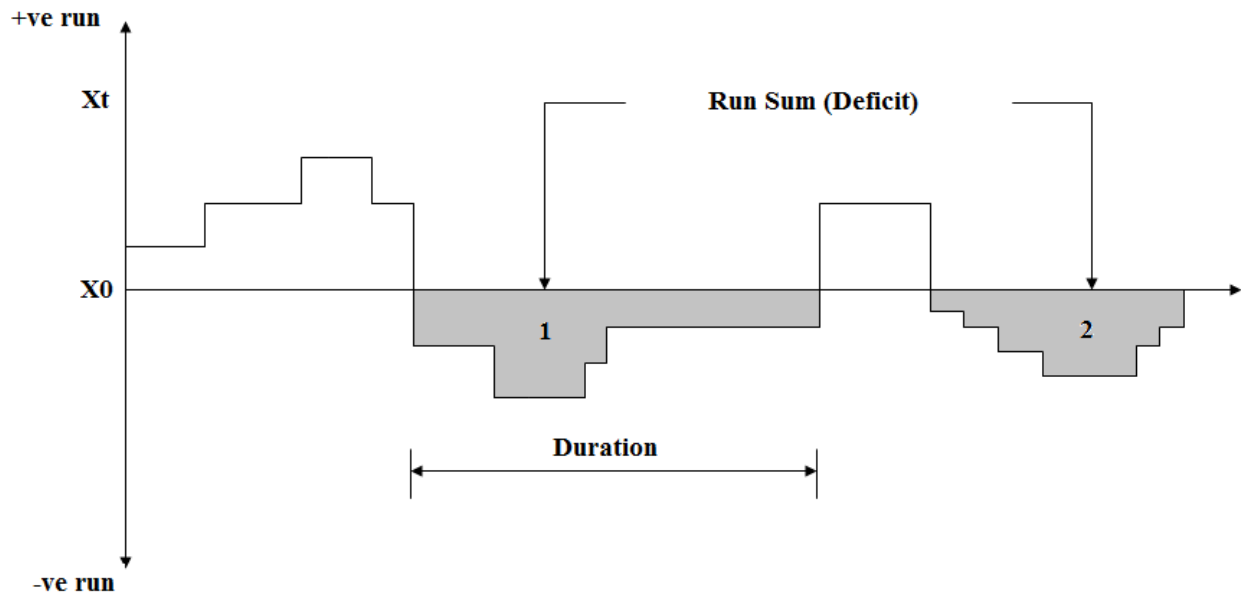 +ve run
Xt
Run Sum (Deficit)
X0
1
2
Duration
-ve run